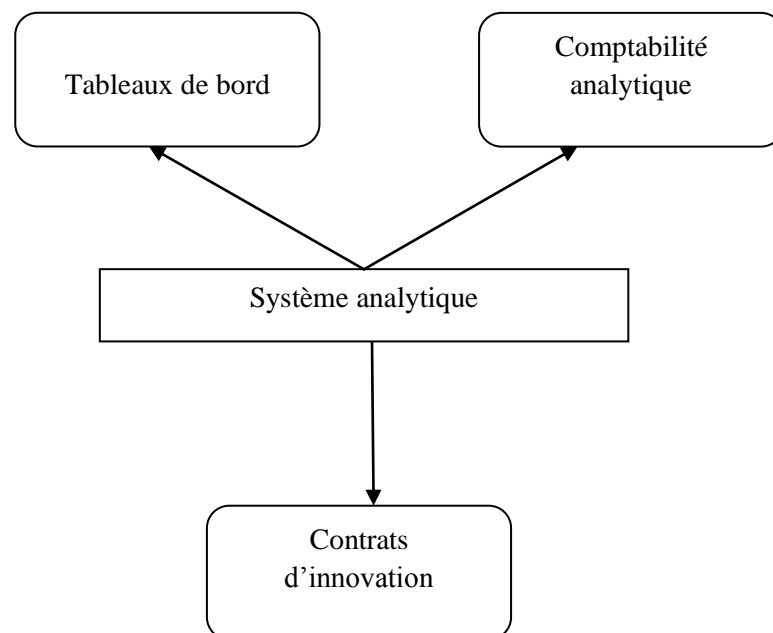 Tableaux de bord
Comptabilité
analytique
Système analytique
Contrats
d’innovation